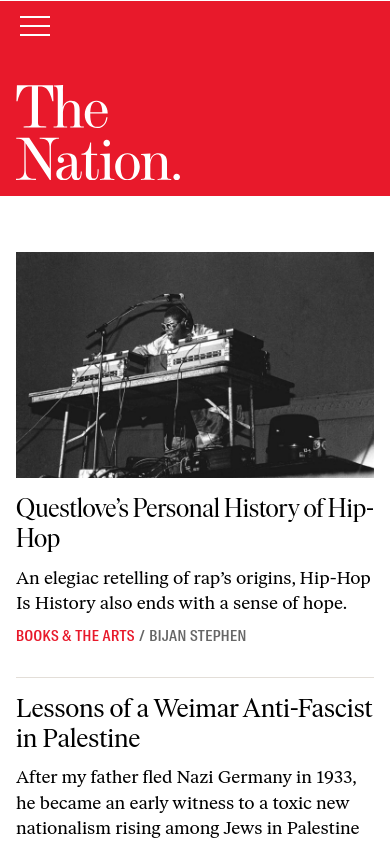 The
Nation.
Questlove’s Personal History of Hip-
Hop
An elegiac retelling of rap’s origins, Hip-Hop
Is History also ends with a sense of hope.
BOOKS & THE ARTS / BIJAN STEPHEN
Lessons of a Weimar Anti-Fascist
in Palestine
After my father fled Nazi Germany in 1933,
he became an early witness to a toxic new
nationalism rising among Jews in Palestine